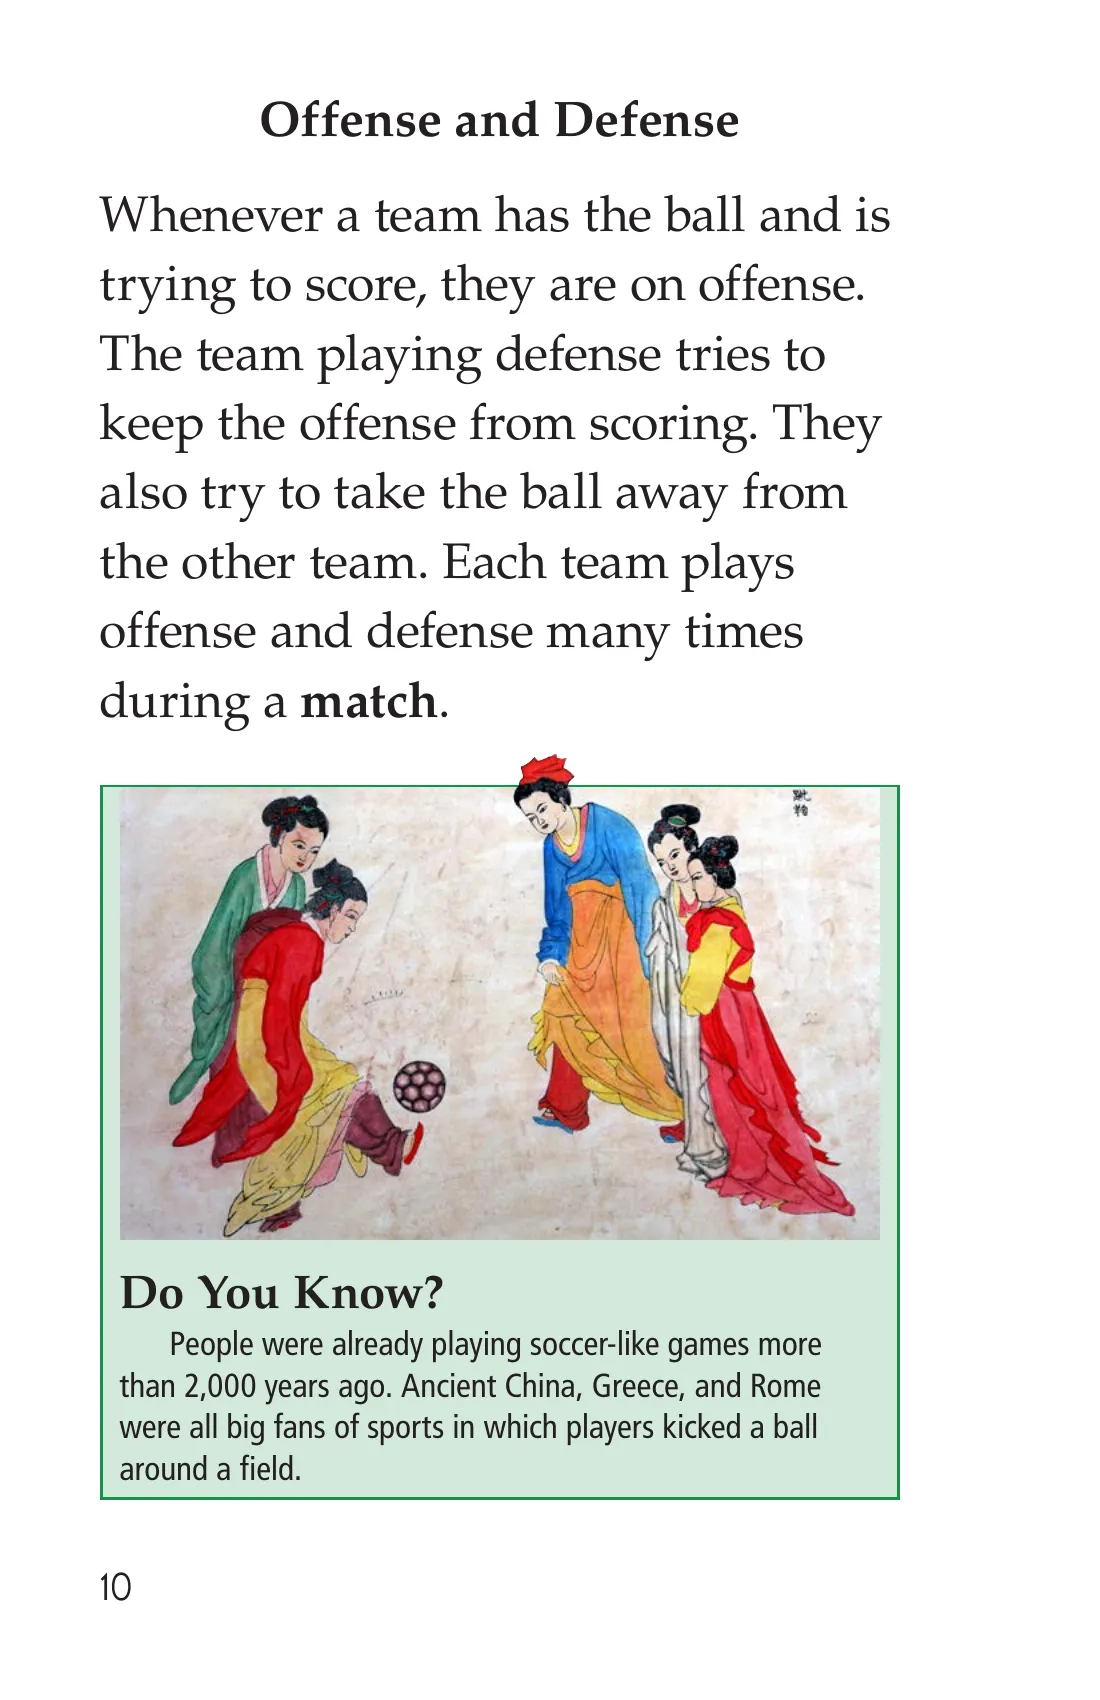 Offense and Defense
Whenever a team has the ball and is
trying to score, they are on offense.
The team playing defense tries to
keep the offense from scoring. They
also try to take the ball away from
the other team. Each team plays
offense and defense many times
during a match.
Do You Know?
People were already playing soccer-like games more
than 2,000 years ago. Ancient China, Greece, and Rome
were all big fans of sports in which players kicked a ball
around a field.
10